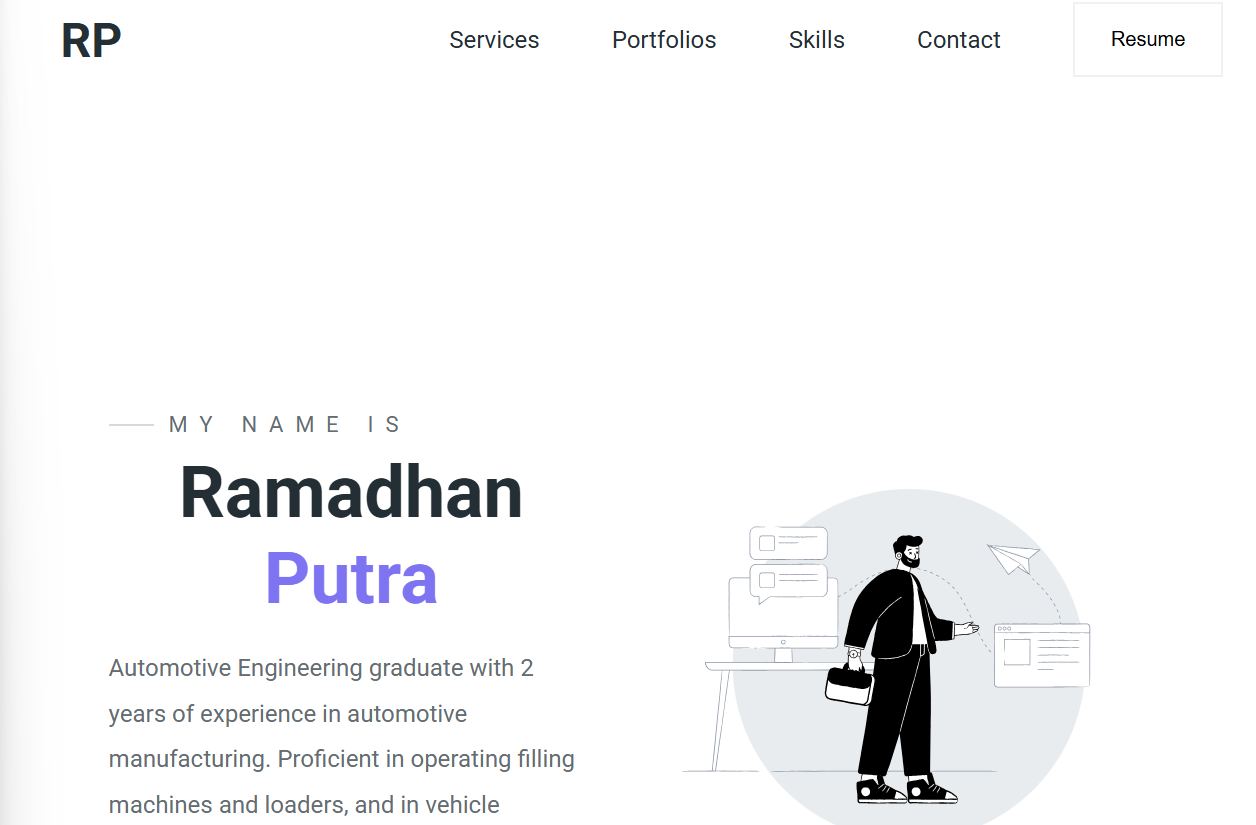 RP
Services
Portfolios
Skills
Contact
Resume
MY NAME IS
Ramadhan
Putra
Automotive Engineering graduate with 2
years of experience in automotive
manufacturing. Proficient in operating filling
machines and loaders, and in vehicle